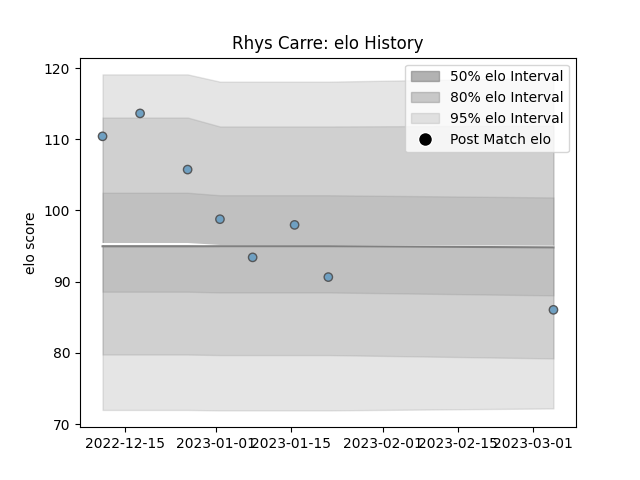 Rhys Carre: elo History
120
110
100
90
80
70
elo score
50% elo Interval
80% elo Interval
95% elo Interval
Post Match elo
2022-12-15
2023-01-01
2023-01-15
2023-02-01
2023-02-15
2023-03-01